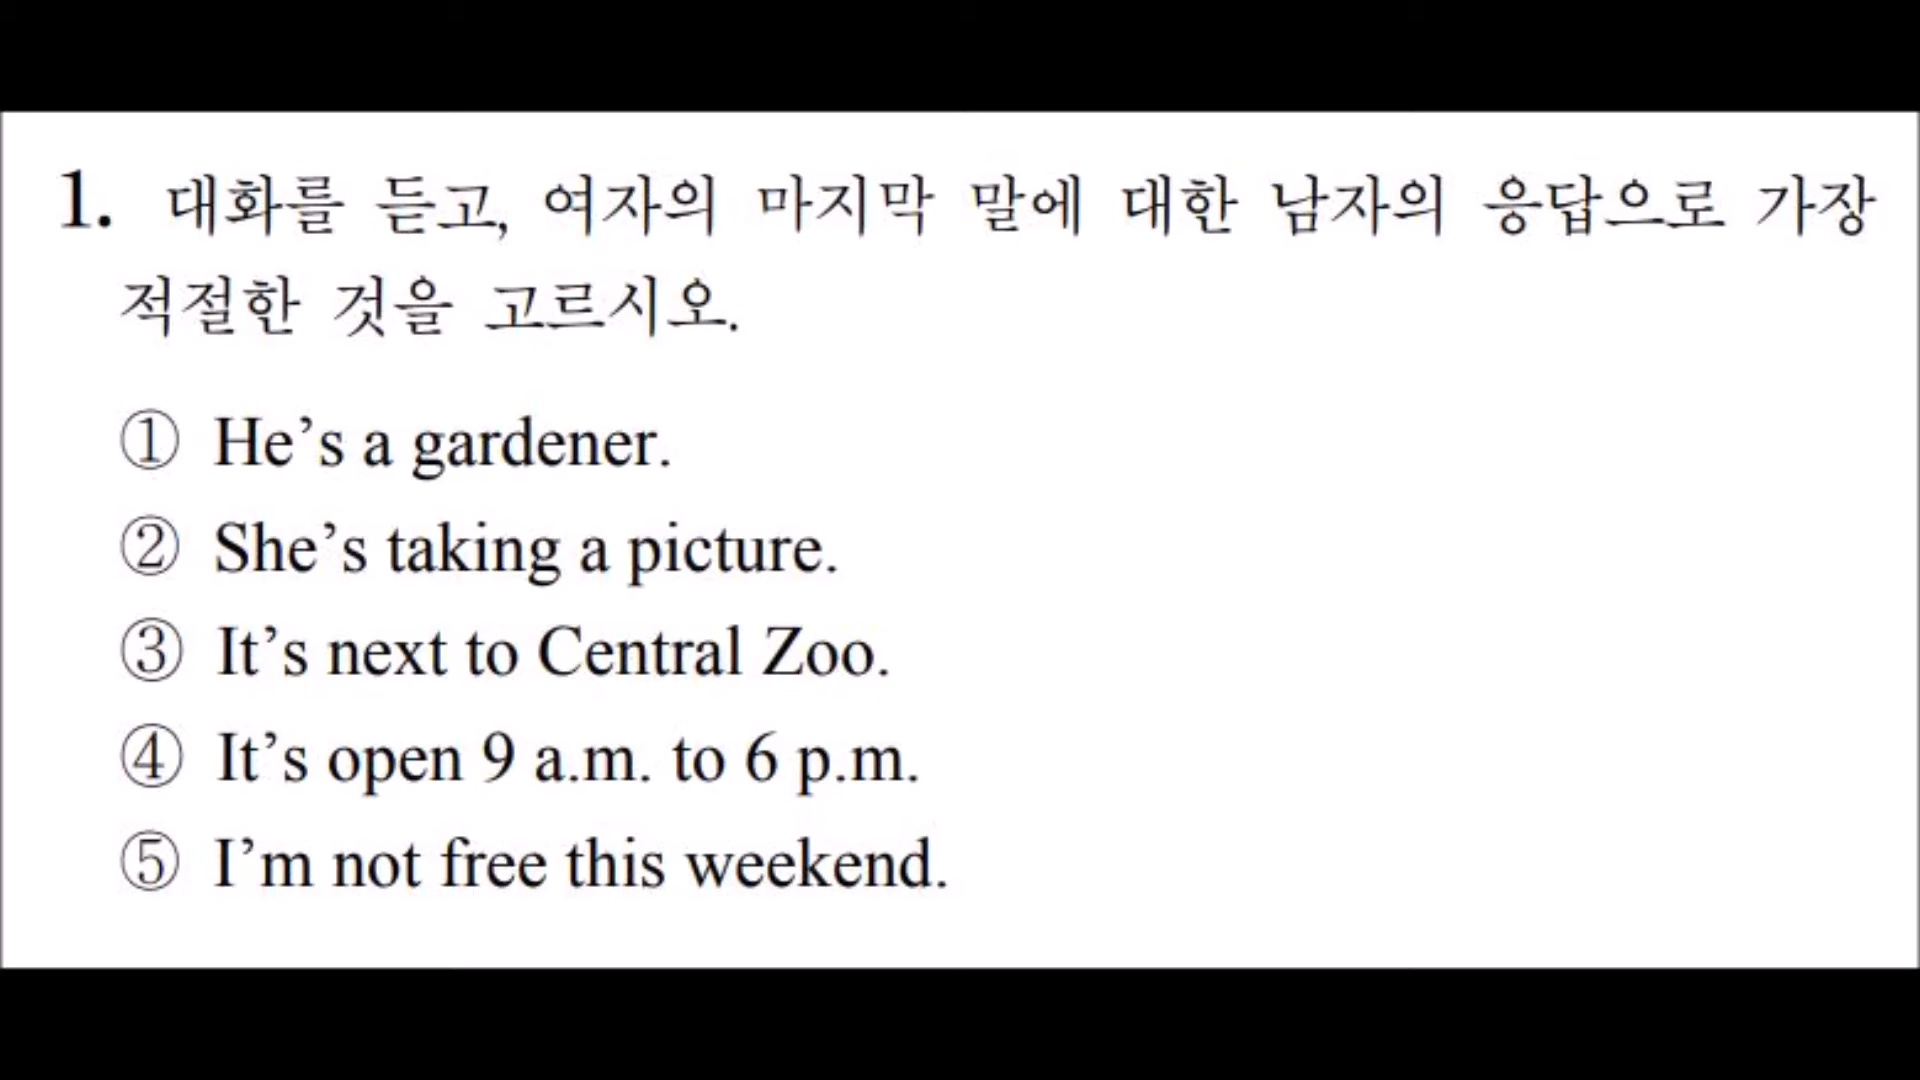 1. 대화를 듣고, 여자의 마지막 말에 대한 남자의 응답으로 가장
적절한 것을 고르시오.
① He’s a gardener.
② She’s taking a picture.
③ It’s next to Central Zoo.
④ It’s open 9 a.m. to 6 p.m.
⑤ I’m not free this weekend.